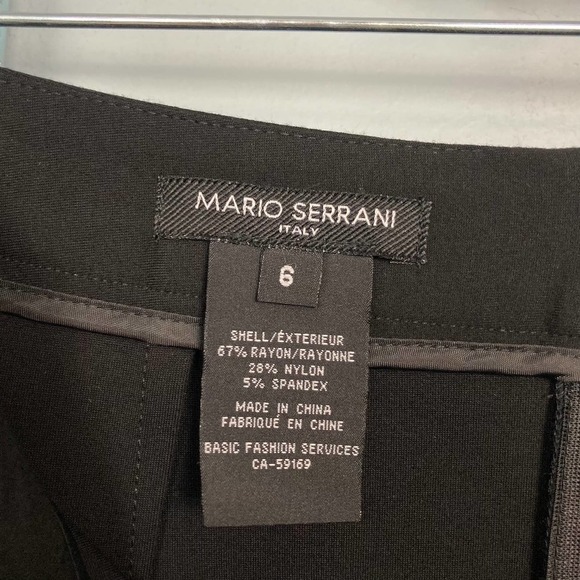 MARIO SERRANI
ITALY
6
SHELL/ÉXTERIEUR
67% RAYON/RAYONNE
28% NYLON
5% SPANDEX
MADE IN CHINA
FABRIQUÉ EN CHINE
BASIC FASHION SERVICES
CA-59169